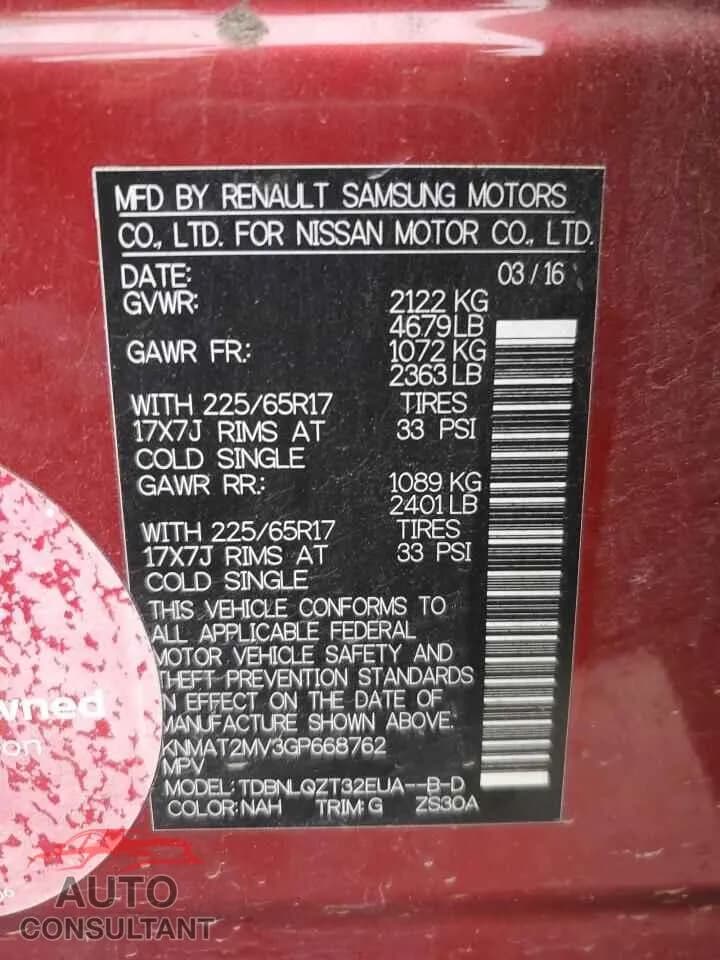 MFD BY RENAULT SAMSUNG MOTORS
CO., LTD. FOR NISSAN MOTOR CO., LTD.
DATE: 03/16
GVWR: 2122 KG
4679LB
GAWR FR: 1072 KG
2363 LB
WITH 225/65R17 TIRES
17X7J RIMS AT 33 PSI
COLD SINGLE
GAWR RR: 1089 KG
2401 LB
WITH 225/65R17 TIRES
17X7J RIMS AT 33 PSI
COLD SINGLE
THIS VEHICLE CONFORMS TO
ALL APPLICABLE FEDERAL
MOTOR VEHICLE SAFETY AND
THEFT PREVENTION STANDARDS
IN EFFECT ON THE DATE OF
MANUFACTURE SHOWN ABOVE.
KNMAT2MV3GP668762
MPV
MODEL: TDBNLQZT32EUA--B-D
COLOR: NAH TRIM: G ZS30A
wned
on
AUTO
CONSULTANT